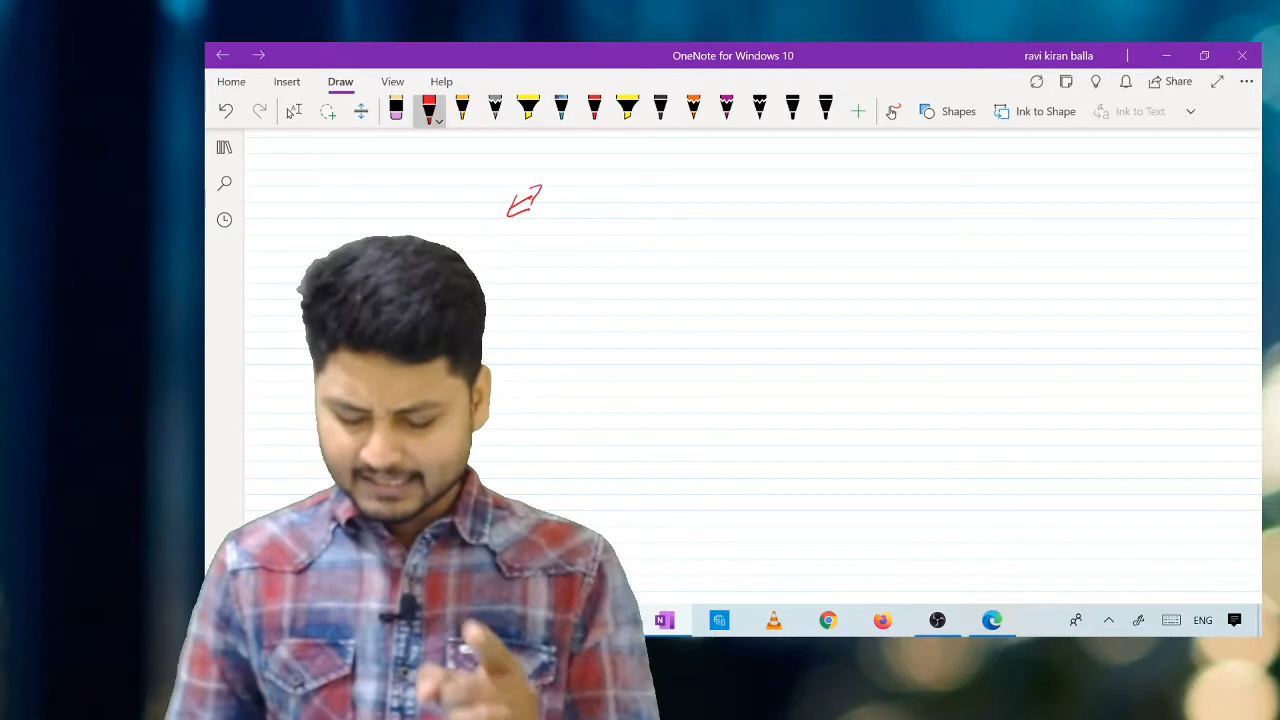 OneNote for Windows 10
ravi kiran balla
Home Insert Draw View Help
Share
Shapes
Ink to Shape
Ink to Text
ENG